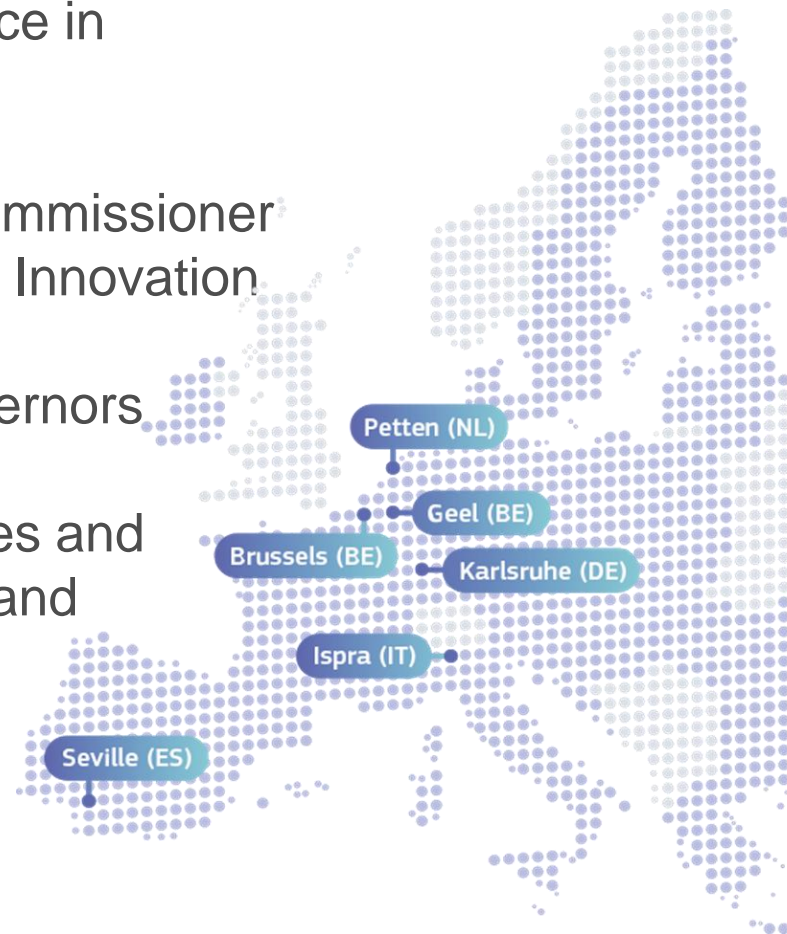 ce in
mmissioner
Innovation
ernors
es and
and
Petten (NL)
Geel (BE)
Brussels (BE)
Karlsruhe (DE)
Ispra (IT)
Seville (ES)